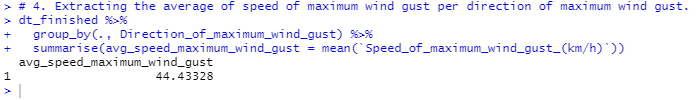 > # 4. Extracting the average of speed of maximum wind gust per direction of maximum wind gust.
> dt_finished %>%
+   group_by(., Direction_of_maximum_wind_gust) %>%
+   summarise(avg_speed_maximum_wind_gust = mean(`Speed_of_maximum_wind_gust_(km/h)`))
  avg_speed_maximum_wind_gust
1                    44.43328
>